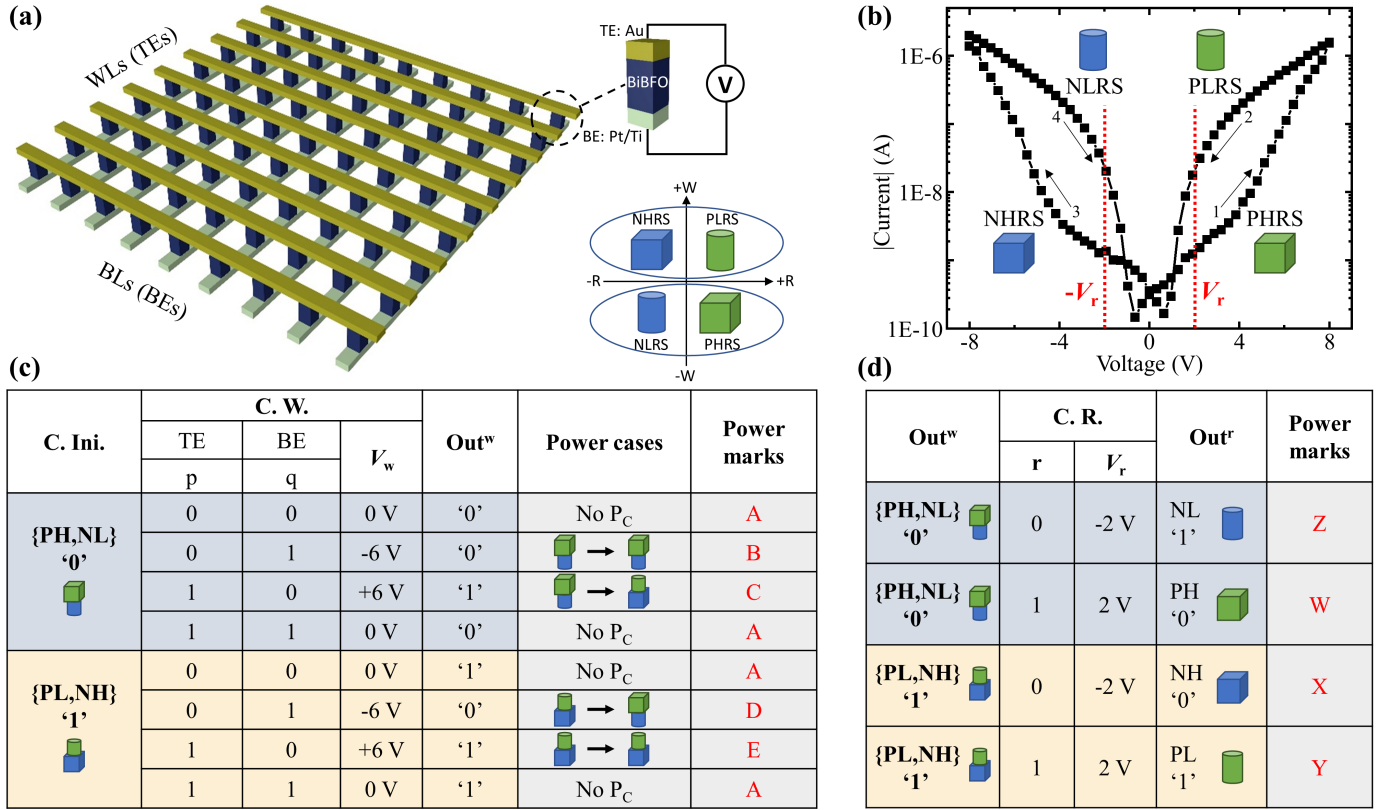 (a)
WLs (TEs)
BLs (BEs)
TE: Au
BiBFO
BE: Pt/Ti
V
+W
NHRS
PLRS
-R
+R
NLRS
PHRS
-W
(b)
|Current| (A)
1E-6
1E-7
1E-8
1E-9
1E-10
NLRS
PLRS
4
2
NHRS
3
1
PHRS
-Vr
Vr
-8
-4
0
4
8
Voltage (V)
(c)
C. Ini.
C. W.
Outʷ
Power cases
Power marks
TE
BE
Vw
p
q
{PH,NL}
‘0’
0 0 0 V ‘0’ No PC A
0 1 -6 V ‘0’ B
1 0 +6 V ‘1’ C
1 1 0 V ‘0’ No PC A
{PL,NH}
‘1’
0 0 0 V ‘1’ No PC A
0 1 -6 V ‘0’ D
1 0 +6 V ‘1’ E
1 1 0 V ‘1’ No PC A
(d)
Outʷ
C. R.
Outʳ
Power
marks
r
Vr
{PH,NL}
‘0’
0
-2 V
NL
‘1’
Z
{PH,NL}
‘0’
1
2 V
PH
‘0’
W
{PL,NH}
‘1’
0
-2 V
NH
‘0’
X
{PL,NH}
‘1’
1
2 V
PL
‘1’
Y